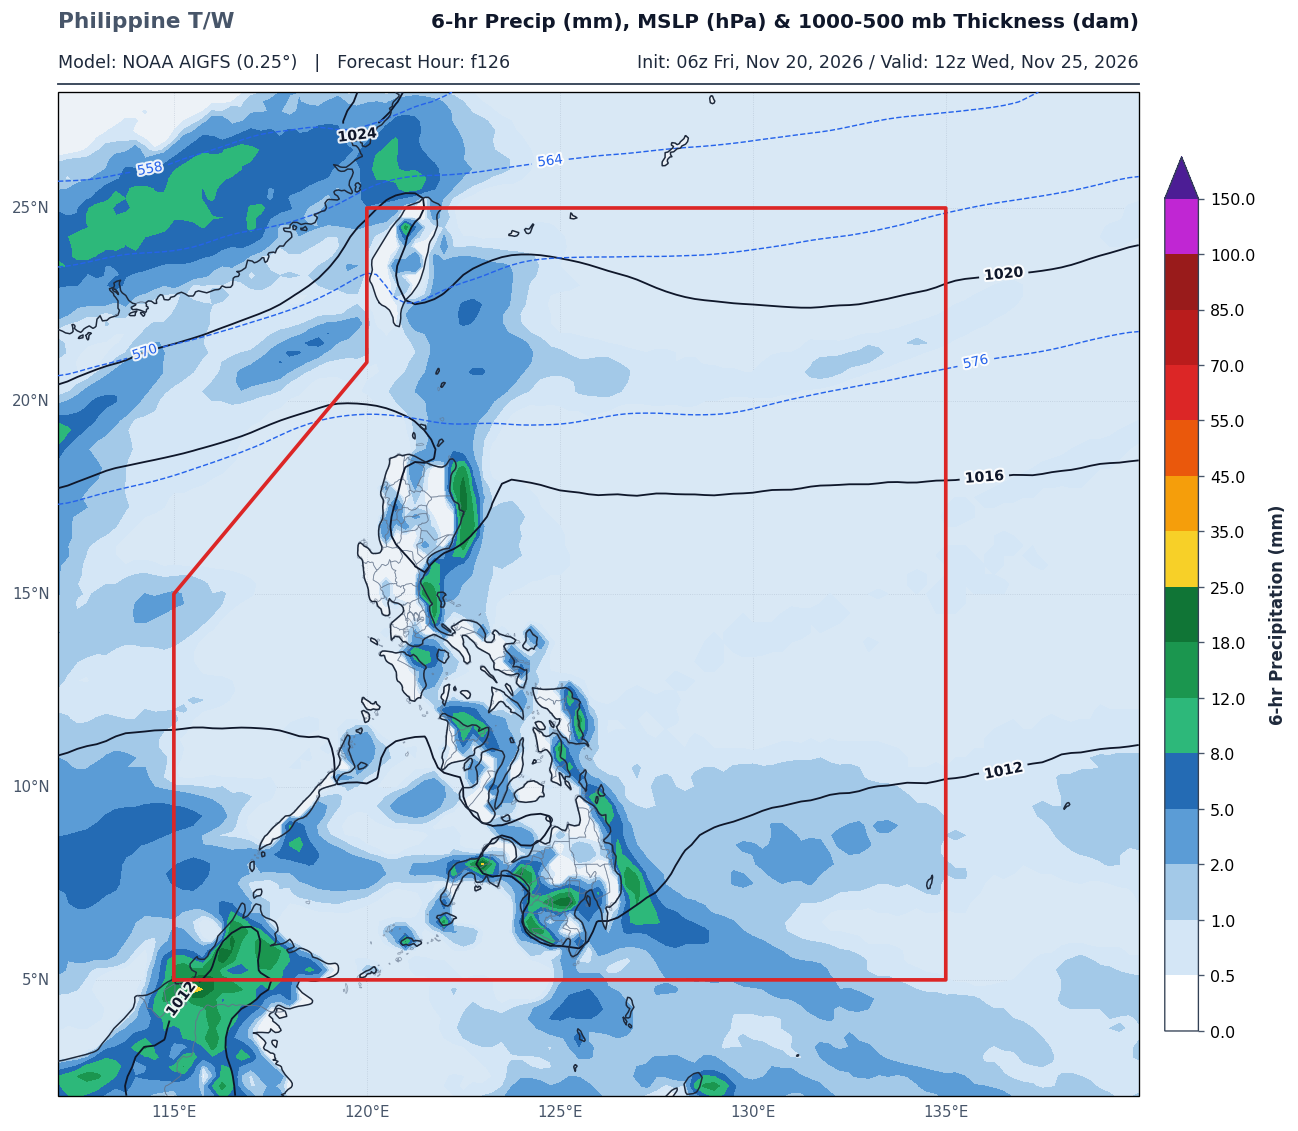 Philippine T/W
6-hr Precip (mm), MSLP (hPa) & 1000-500 mb Thickness (dam)
Model: NOAA AIGFS (0.25°) | Forecast Hour: f126
Init: 06z Fri, Nov 20, 2026 / Valid: 12z Wed, Nov 25, 2026
1024
558
564
570
1020
576
1016
1012
1012
25°N
20°N
15°N
10°N
5°N
115°E
120°E
125°E
130°E
135°E
150.0
100.0
85.0
70.0
55.0
45.0
35.0
25.0
18.0
12.0
8.0
5.0
2.0
1.0
0.5
0.0
6-hr Precipitation (mm)